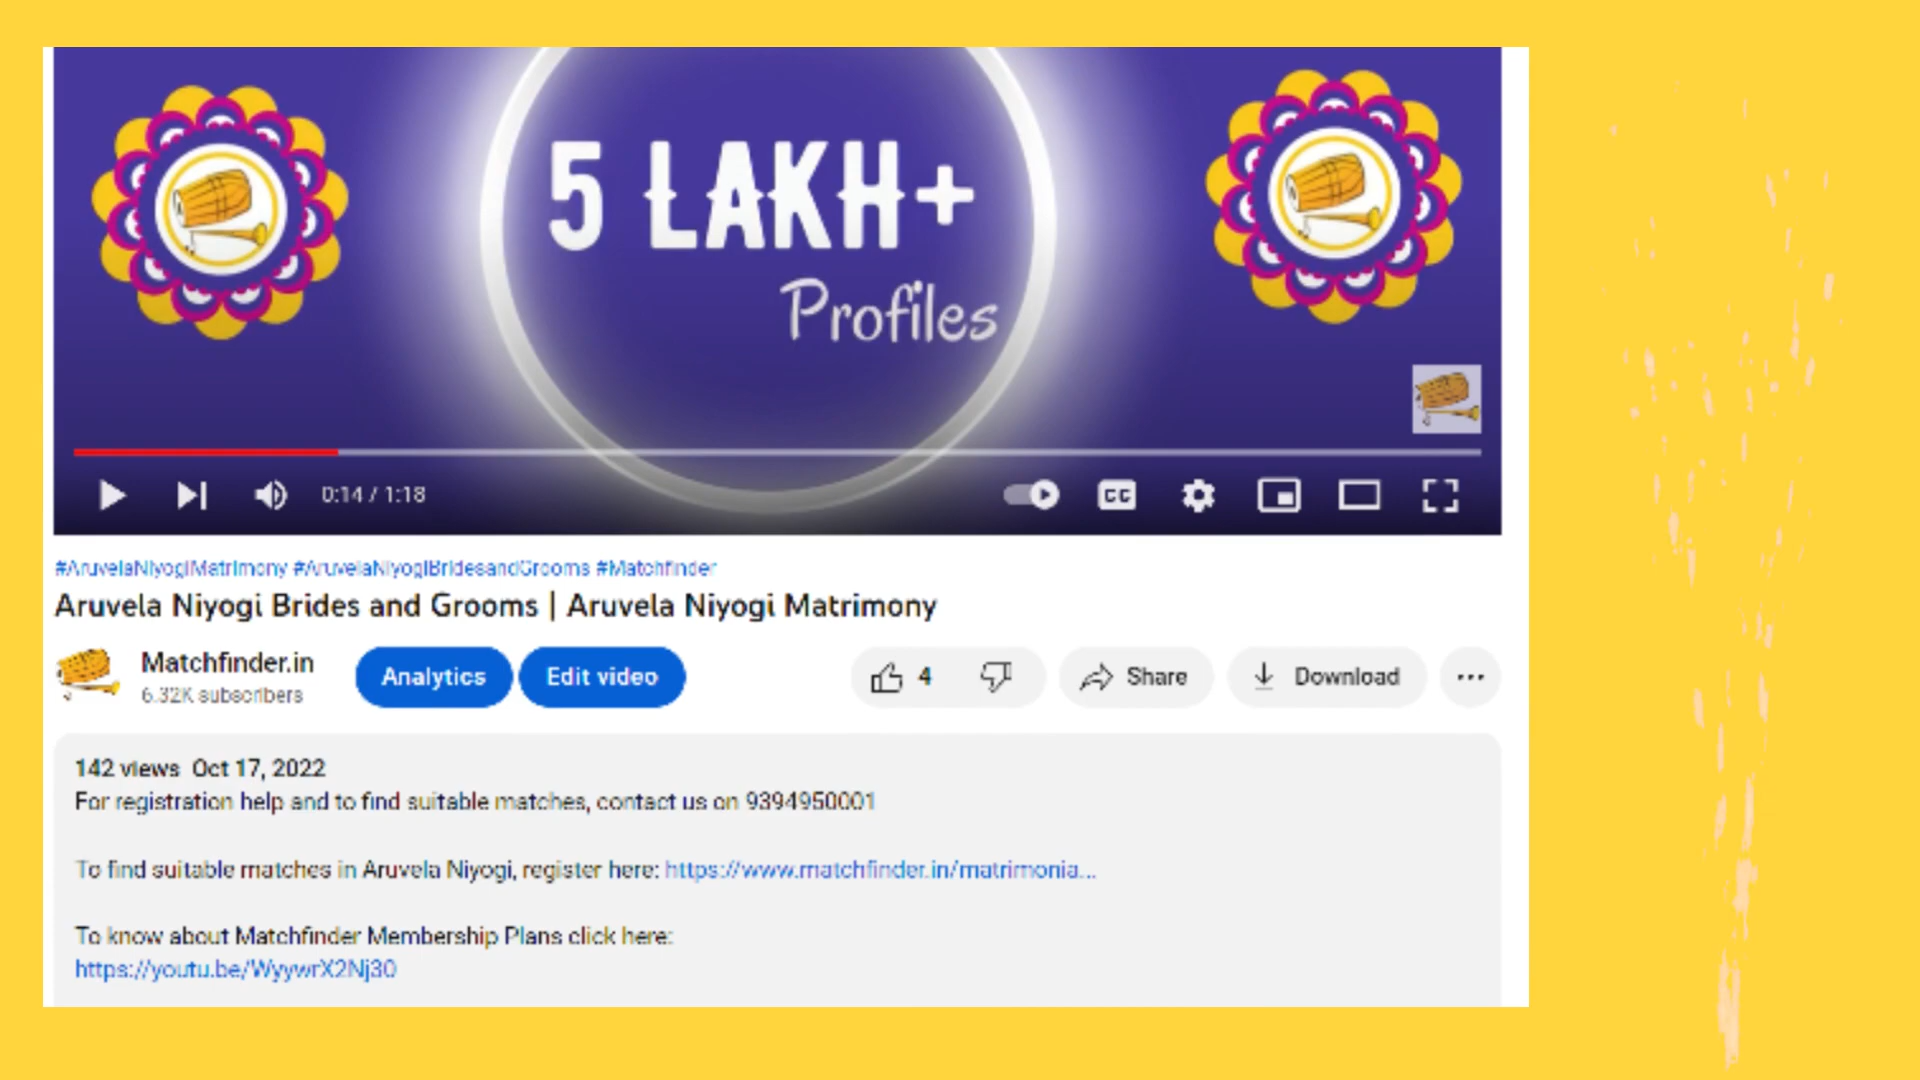 5 LAKH+
Profiles
0:14 / 1:18
CC
#AruvelaNiyogiMatrimony #AruvelaNiyogiBridesandGrooms #Matchfinder
Aruvela Niyogi Brides and Grooms | Aruvela Niyogi Matrimony
Matchfinder.in
6.32K subscribers
Analytics
Edit video
4
Share
Download
142 views Oct 17, 2022
For registration help and to find suitable matches, contact us on 9394950001
To find suitable matches in Aruvela Niyogi, register here: https://www.matchfinder.in/matrimonia...
To know about Matchfinder Membership Plans click here:
https://youtu.be/WyywrX2Nj30